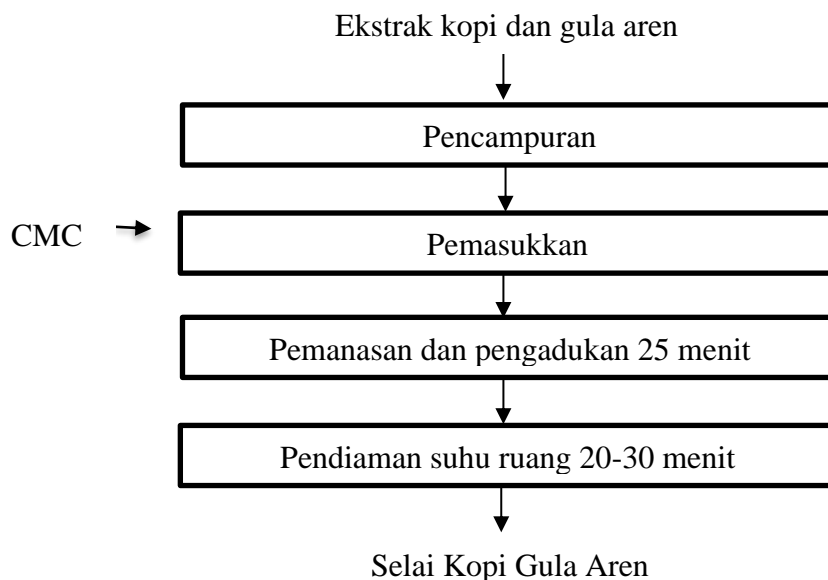 Ekstrak kopi dan gula aren
Pencampuran
CMC
Pemasukkan
Pemanasan dan pengadukan 25 menit
Pendiaman suhu ruang 20-30 menit
Selai Kopi Gula Aren